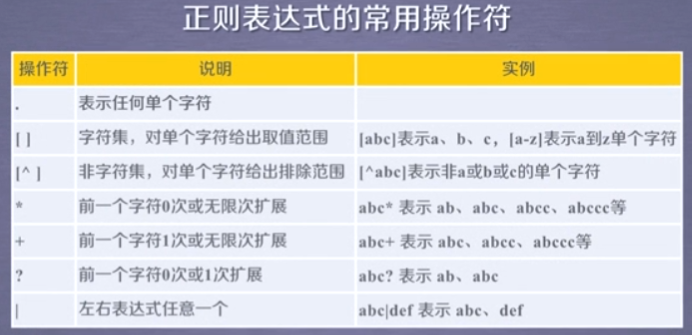 正则表达式的常用操作符
操作符 说明 实例
. 表示任何单个字符
[ ] 字符集，对单个字符给出取值范围 [abc]表示a、b、c，[a-z]表示a到z单个字符
[^ ] 非字符集，对单个字符给出排除范围 [^abc]表示非a或b或c的单个字符
* 前一个字符0次或无限次扩展 abc* 表示 ab、abc、abcc、abccc等
+ 前一个字符1次或无限次扩展 abc+ 表示 abc、abcc、abccc等
? 前一个字符0次或1次扩展 abc? 表示 ab、abc
| 左右表达式任意一个 abc|def 表示 abc、def